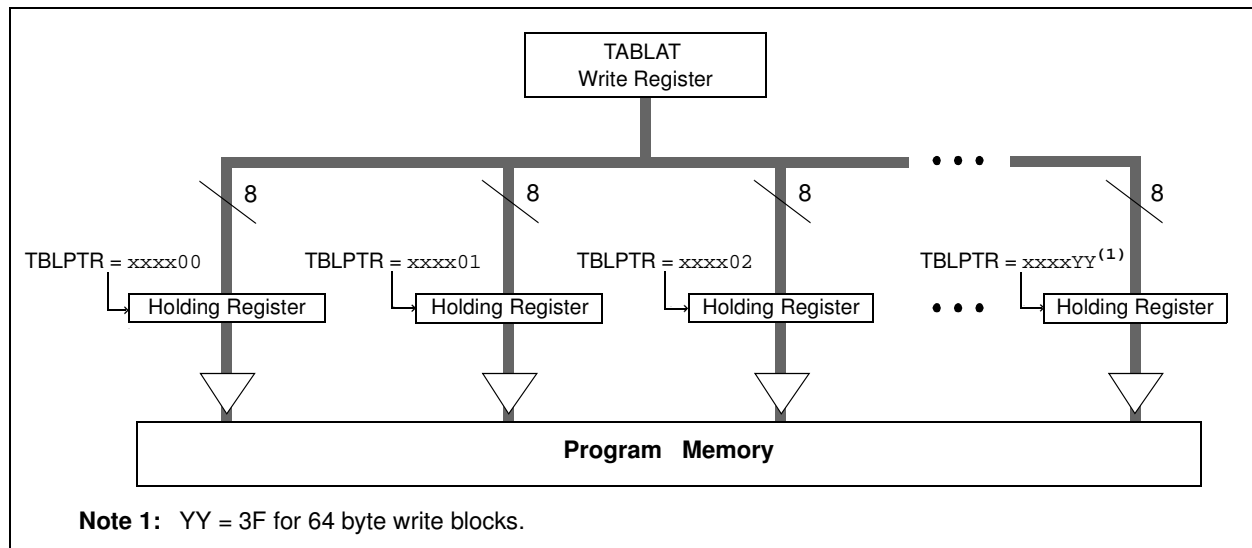 TABLAT
Write Register
• • •
8 8 8 8
TBLPTR = xxxx00 TBLPTR = xxxx01 TBLPTR = xxxx02 TBLPTR = xxxxYY(1)
Holding Register Holding Register Holding Register • • • Holding Register
Program Memory
Note 1: YY = 3F for 64 byte write blocks.